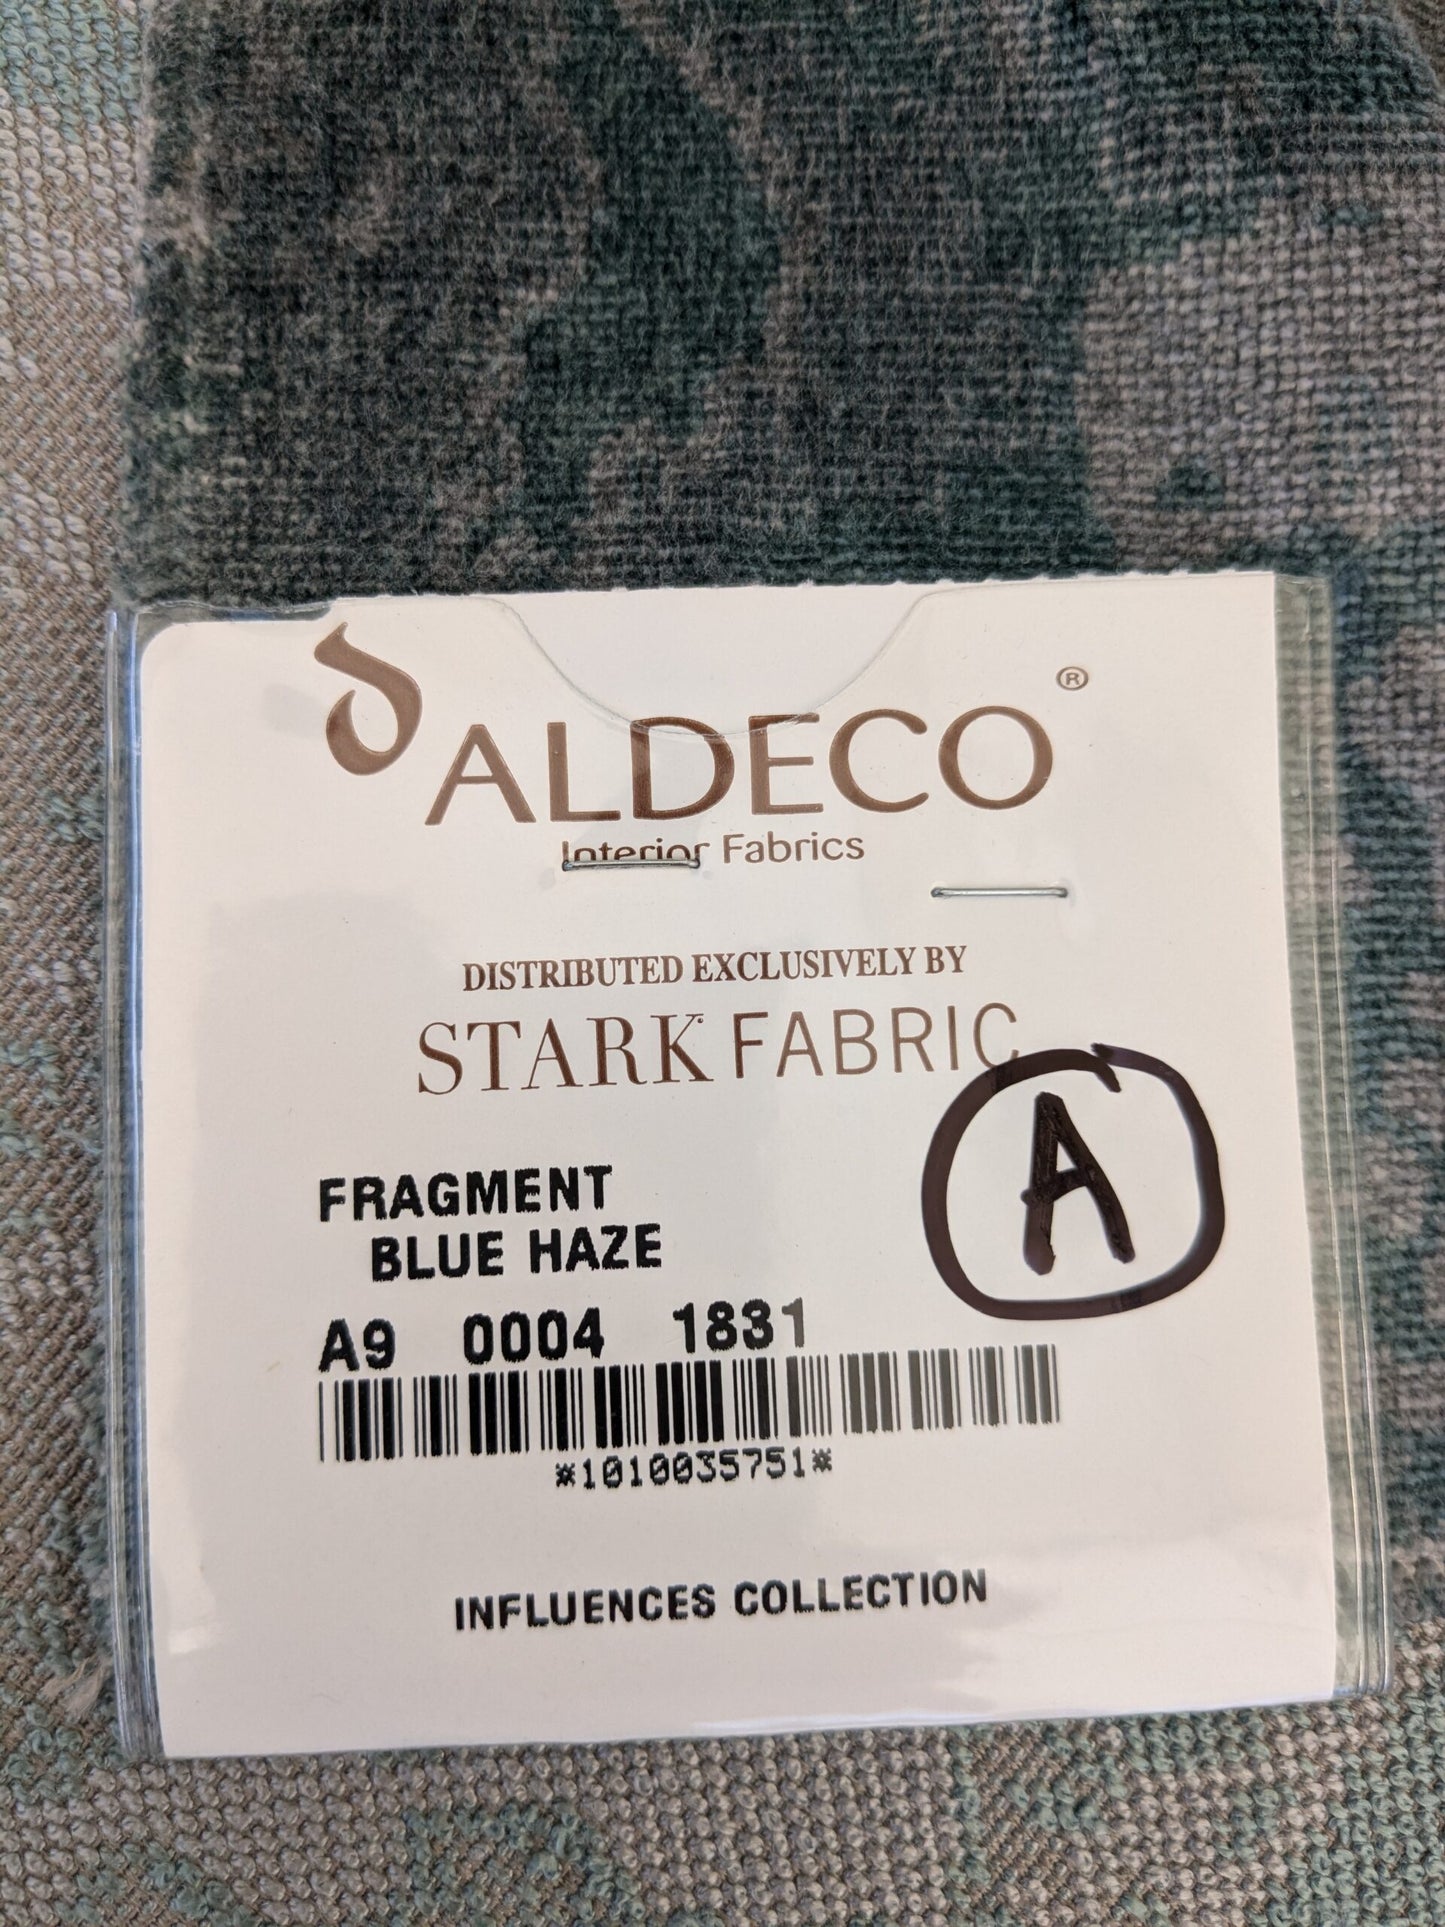 ALDECO ®
Interior Fabrics
DISTRIBUTED EXCLUSIVELY BY
STARK FABRIC
A
FRAGMENT
BLUE HAZE
A9 0004 1831
*1010035751*
INFLUENCES COLLECTION